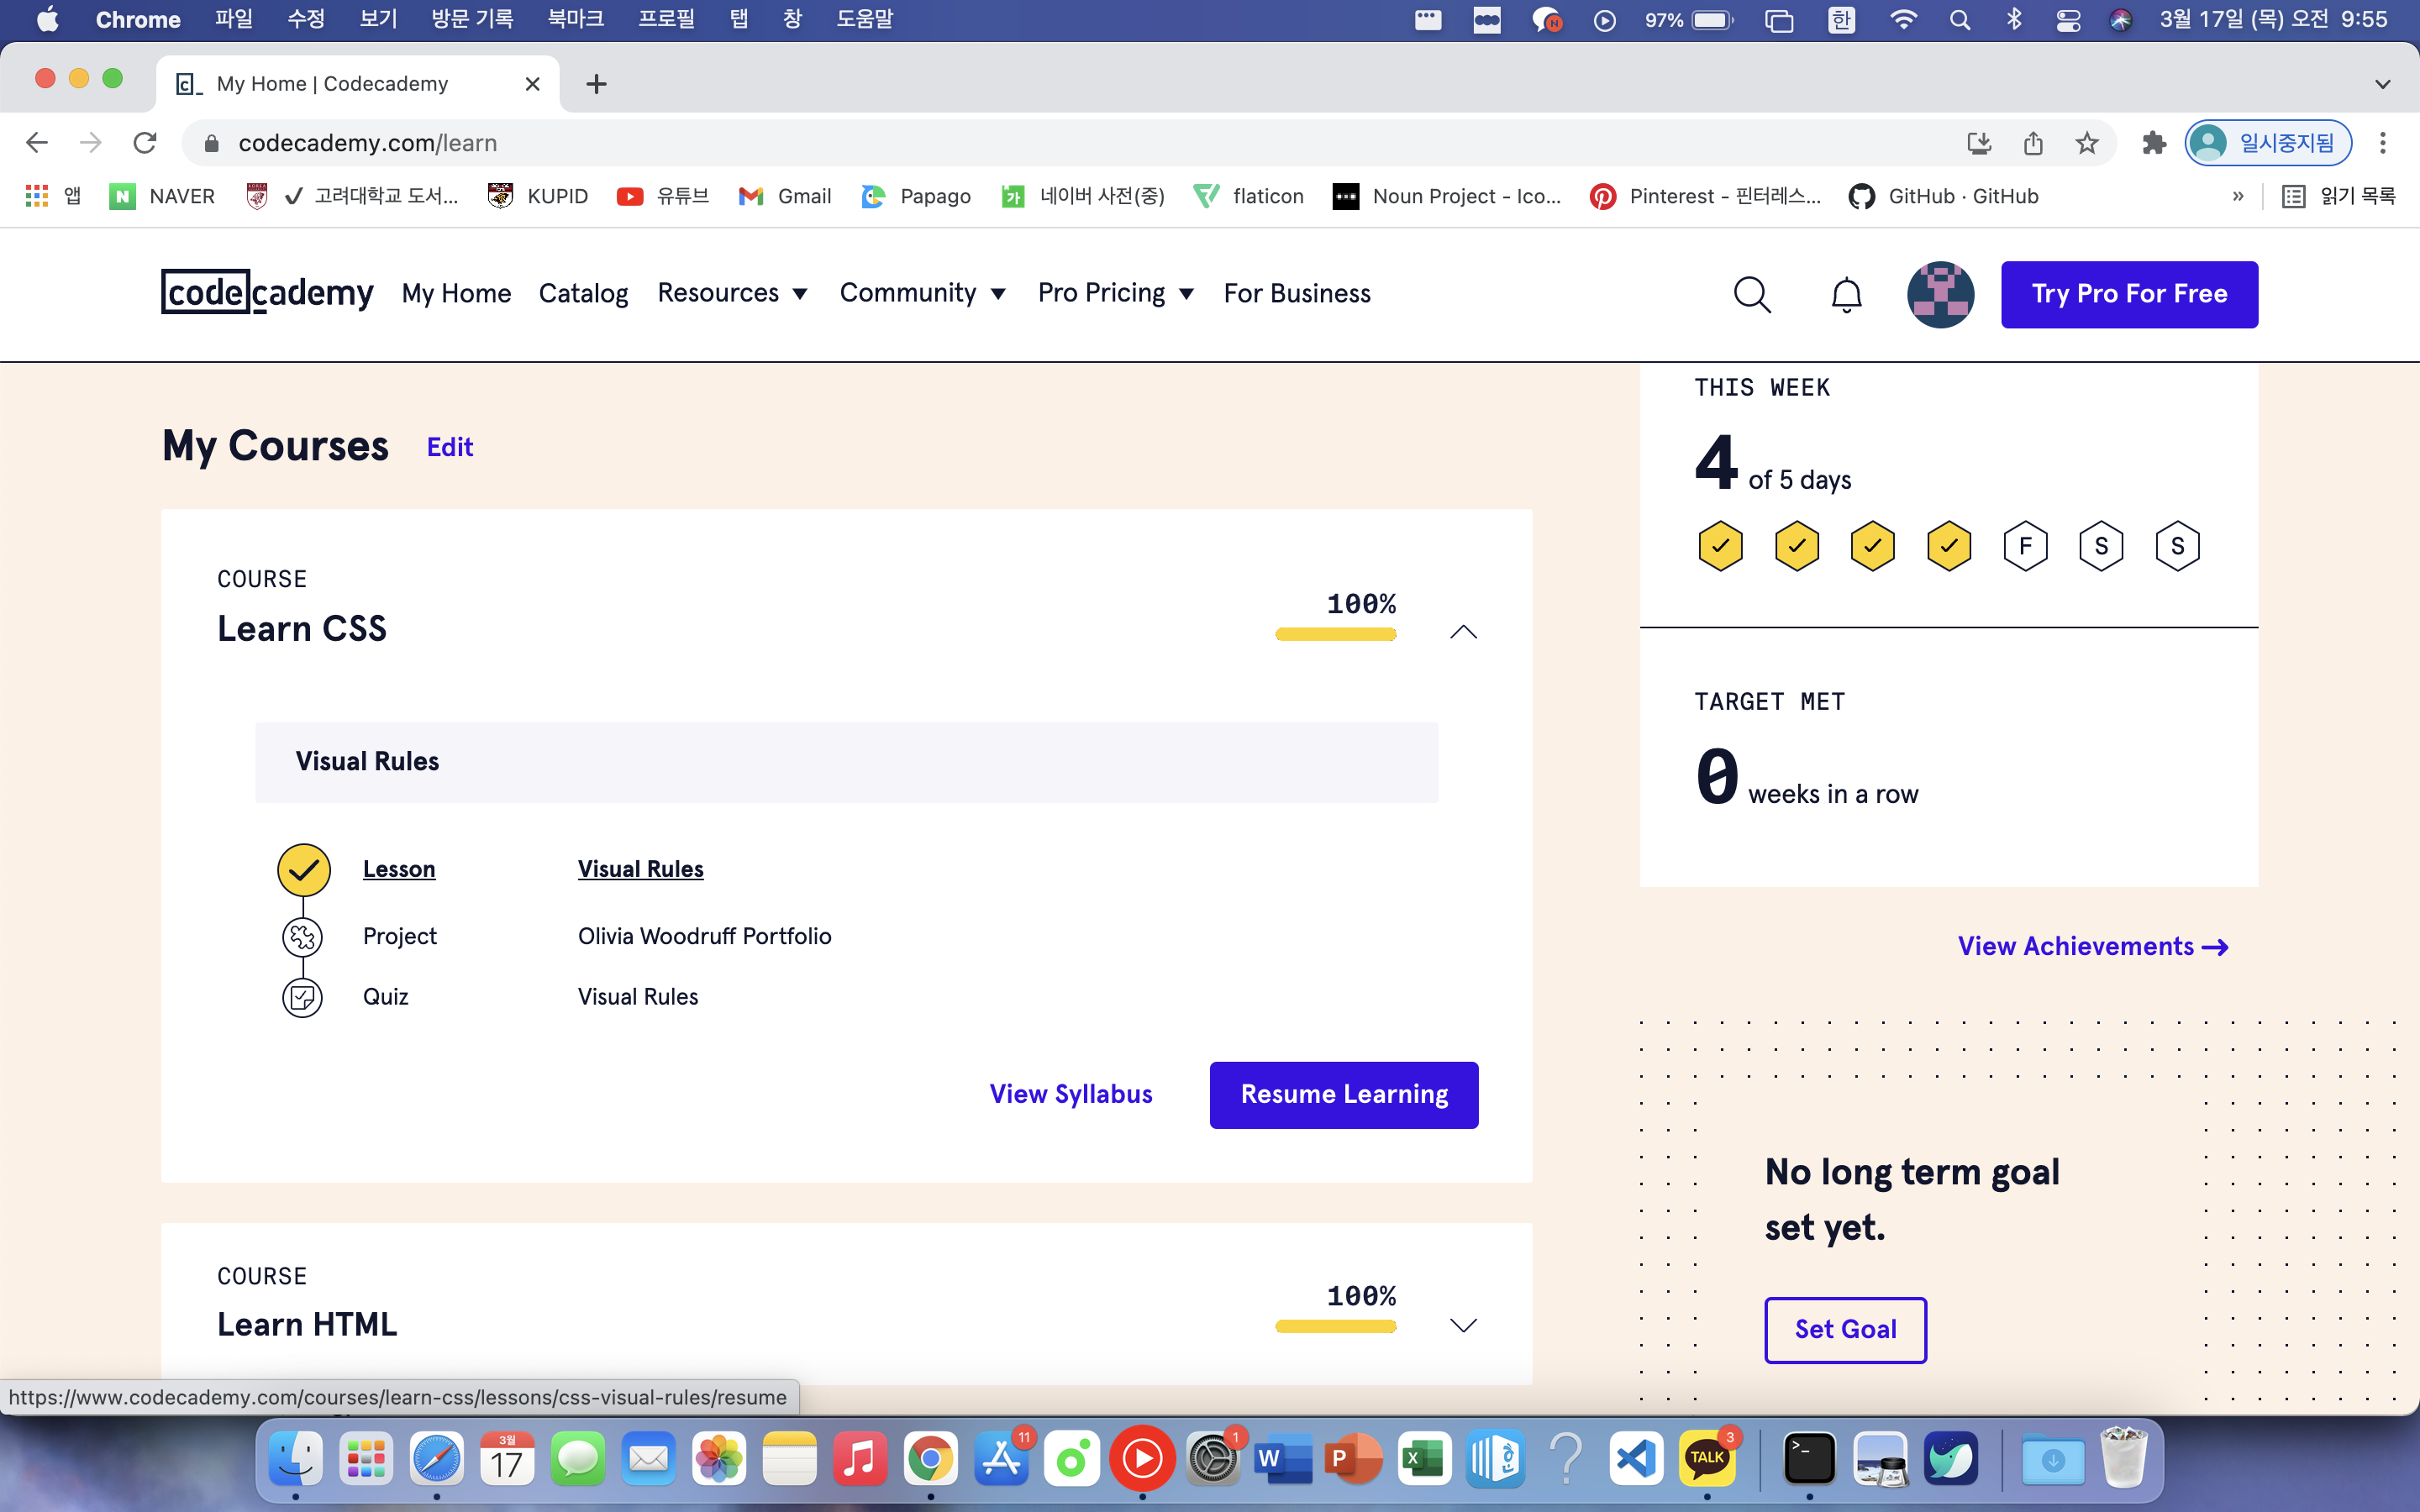 Chrome 파일 수정 보기 방문 기록 북마크 프로필 탭 창 도움말 N 97% 한 3월 17일 (목) 오전 9:55
c_ My Home | Codecademy
codecademy.com/learn 일시중지됨
앱 N NAVER ✓ 고려대학교 도서... KUPID 유튜브 Gmail Papago 가 네이버 사전(중) flaticon Noun Project - Ico... Pinterest - 핀터레스... GitHub · GitHub » 읽기 목록
codecademy My Home Catalog Resources Community Pro Pricing For Business Try Pro For Free
My Courses Edit
COURSE
Learn CSS
100%
Visual Rules
Lesson Visual Rules
Project Olivia Woodruff Portfolio
Quiz Visual Rules
View Syllabus Resume Learning
COURSE
Learn HTML
100%
THIS WEEK
4 of 5 days
F S S
TARGET MET
0 weeks in a row
View Achievements →
No long term goal
set yet.
Set Goal
https://www.codecademy.com/courses/learn-css/lessons/css-visual-rules/resume
3월 17 11 1 W P X ? TALK 3 >_